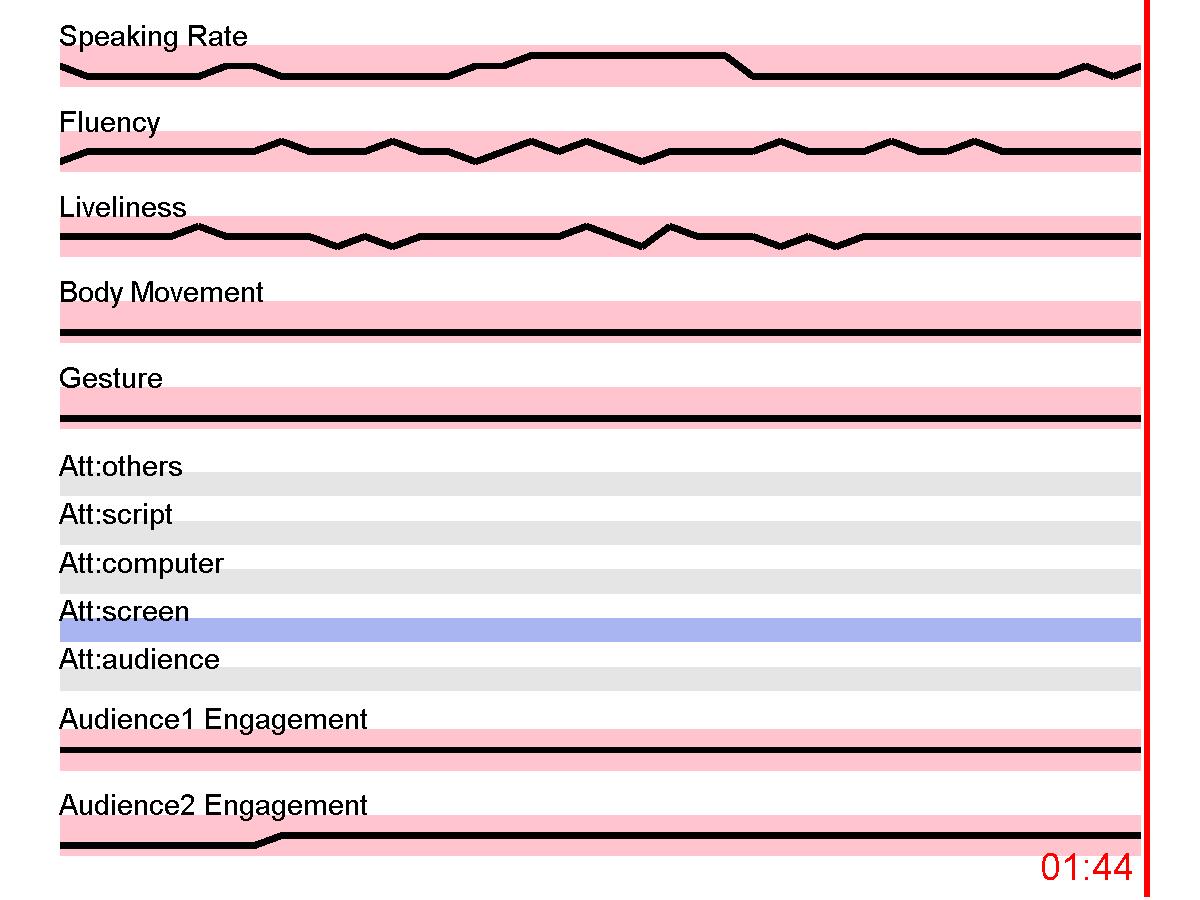 Speaking Rate
Fluency
Liveliness
Body Movement
Gesture
Att:others
Att:script
Att:computer
Att:screen
Att:audience
Audience1 Engagement
Audience2 Engagement
01:44